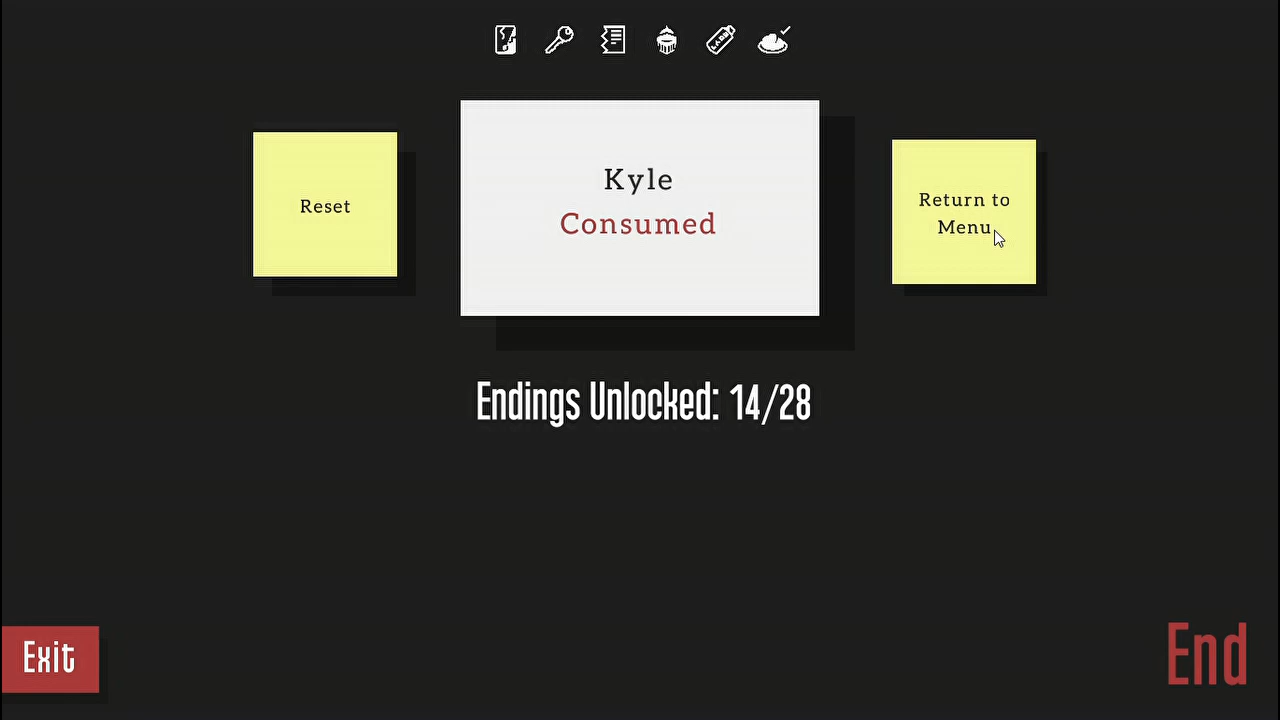 Reset
Kyle
Consumed
Return to
Menu
Endings Unlocked: 14/28
Exit
End